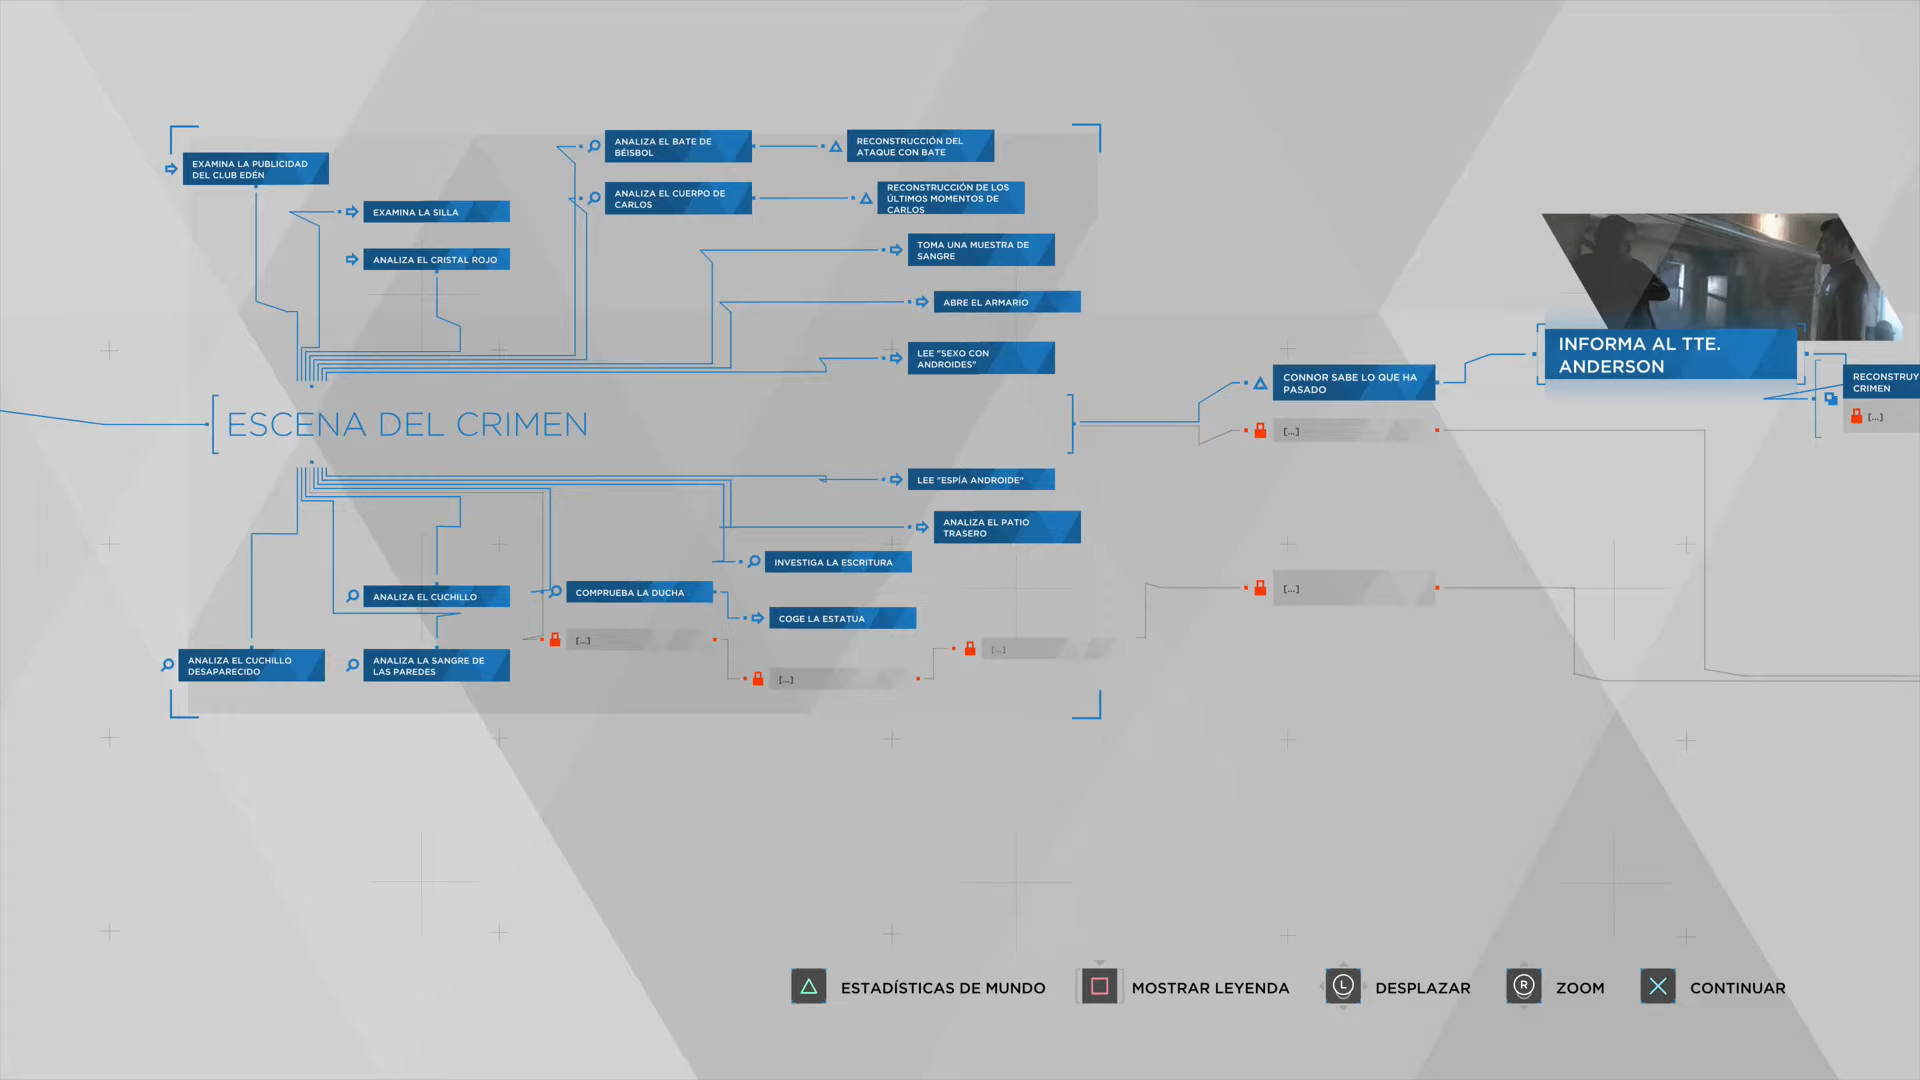 ANALIZA EL BATE DE
BÉISBOL
RECONSTRUCCIÓN DEL
ATAQUE CON BATE
EXAMINA LA PUBLICIDAD
DEL CLUB EDÉN
ANALIZA EL CUERPO DE
CARLOS
RECONSTRUCCIÓN DE LOS
ÚLTIMOS MOMENTOS DE
CARLOS
EXAMINA LA SILLA
TOMA UNA MUESTRA DE
SANGRE
ANALIZA EL CRISTAL ROJO
ABRE EL ARMARIO
LEE "SEXO CON
ANDROIDES"
INFORMA AL TTE.
ANDERSON
CONNOR SABE LO QUE HA
PASADO
RECONSTRUY
CRIMEN
[...]
ESCENA DEL CRIMEN
[...]
LEE "ESPÍA ANDROIDE"
ANALIZA EL PATIO
TRASERO
INVESTIGA LA ESCRITURA
ANALIZA EL CUCHILLO
COMPRUEBA LA DUCHA
[...]
COGE LA ESTATUA
[...]
[...]
ANALIZA EL CUCHILLO
DESAPARECIDO
ANALIZA LA SANGRE DE
LAS PAREDES
[...]
ESTADÍSTICAS DE MUNDO
MOSTRAR LEYENDA
L
DESPLAZAR
R
ZOOM
CONTINUAR